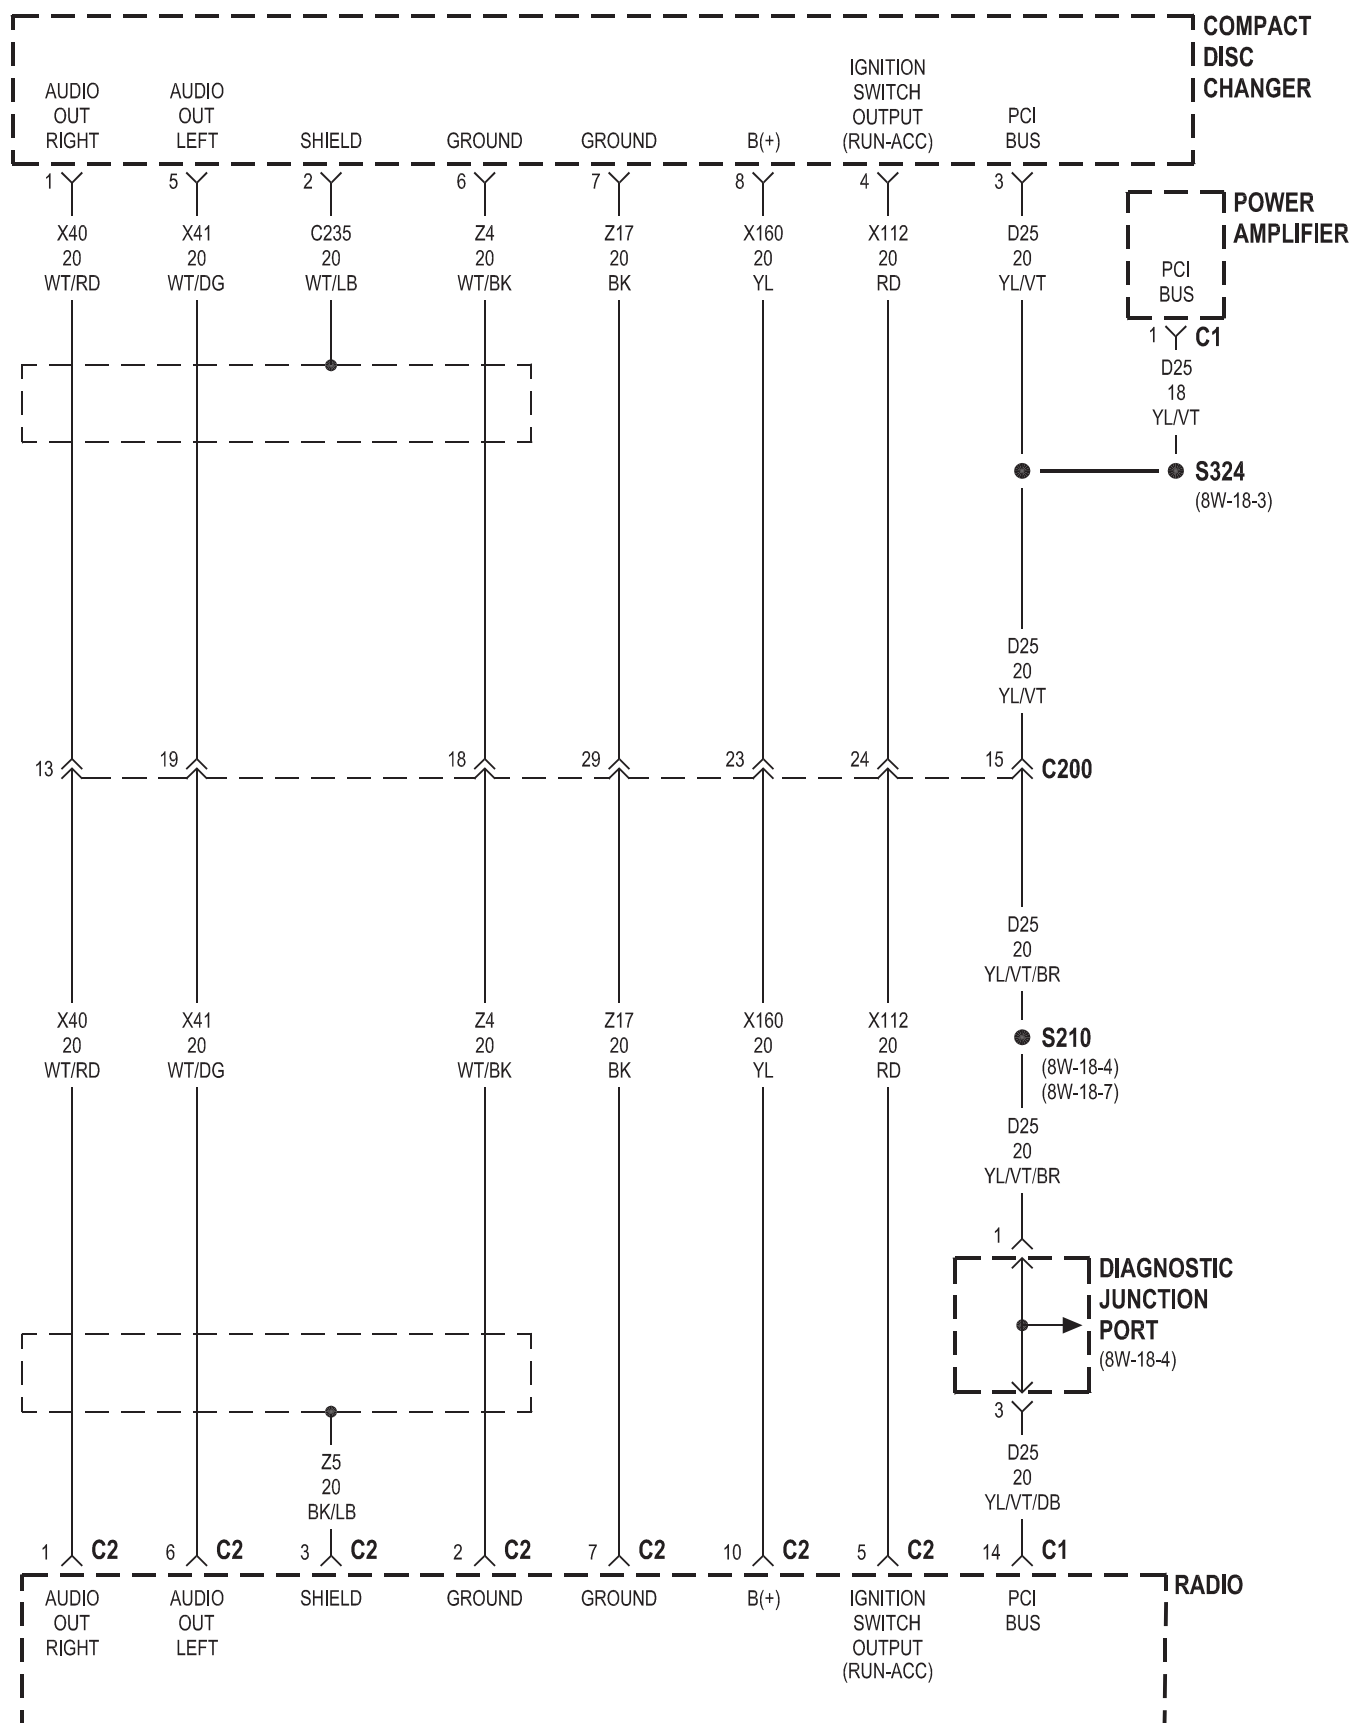 COMPACT
DISC
CHANGER
AUDIO
OUT
RIGHT
AUDIO
OUT
LEFT
SHIELD
GROUND
GROUND
B(+)
IGNITION
SWITCH
OUTPUT
(RUN-ACC)
PCI
BUS
1
5
2
6
7
8
4
3
X40
20
WT/RD
X41
20
WT/DG
C235
20
WT/LB
Z4
20
WT/BK
Z17
20
BK
X160
20
YL
X112
20
RD
D25
20
YL/VT
POWER
AMPLIFIER
PCI
BUS
1 C1
D25
18
YL/VT
S324
(8W-18-3)
D25
20
YL/VT
13
19
18
29
23
24
15 C200
D25
20
YL/VT/BR
X40
20
WT/RD
X41
20
WT/DG
Z4
20
WT/BK
Z17
20
BK
X160
20
YL
X112
20
RD
S210
(8W-18-4)
(8W-18-7)
D25
20
YL/VT/BR
1
DIAGNOSTIC
JUNCTION
PORT
(8W-18-4)
3
Z5
20
BK/LB
D25
20
YL/VT/DB
1 C2
6 C2
3 C2
2 C2
7 C2
10 C2
5 C2
14 C1
RADIO
AUDIO
OUT
RIGHT
AUDIO
OUT
LEFT
SHIELD
GROUND
GROUND
B(+)
IGNITION
SWITCH
OUTPUT
(RUN-ACC)
PCI
BUS